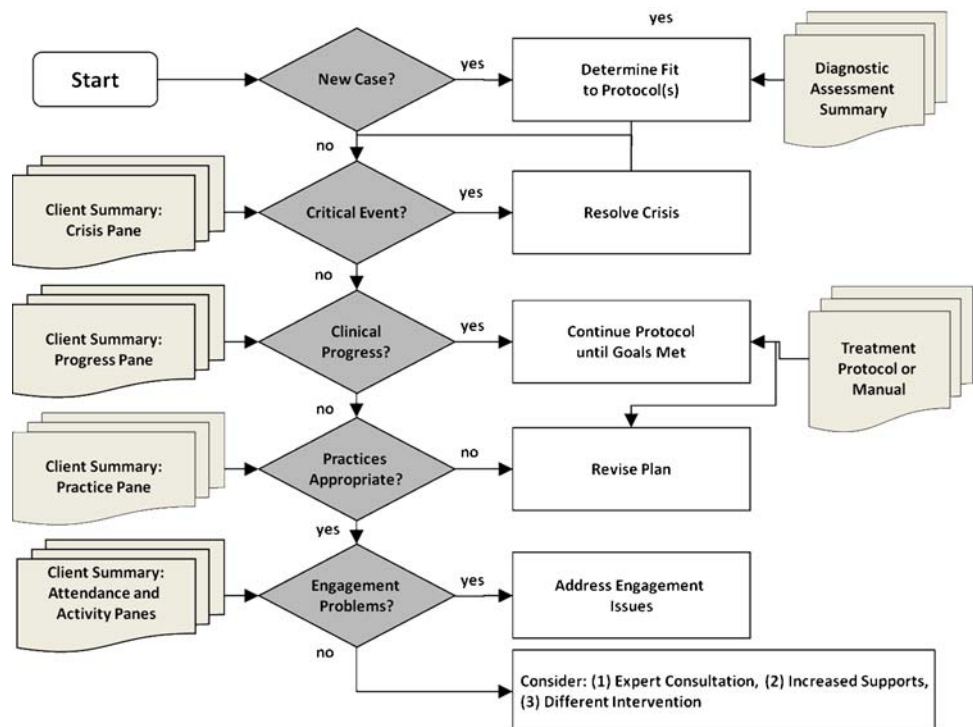 yes
Start
New Case?
yes
Determine Fit
to Protocol(s)
Diagnostic
Assessment
Summary
no
Client Summary:
Crisis Pane
Critical Event?
yes
Resolve Crisis
no
Client Summary:
Progress Pane
Clinical
Progress?
yes
Continue Protocol
until Goals Met
Treatment
Protocol or
Manual
no
Client Summary:
Practice Pane
Practices
Appropriate?
no
Revise Plan
yes
Client Summary:
Attendance and
Activity Panes
Engagement
Problems?
yes
Address Engagement
Issues
no
Consider: (1) Expert Consultation, (2) Increased Supports,
(3) Different Intervention